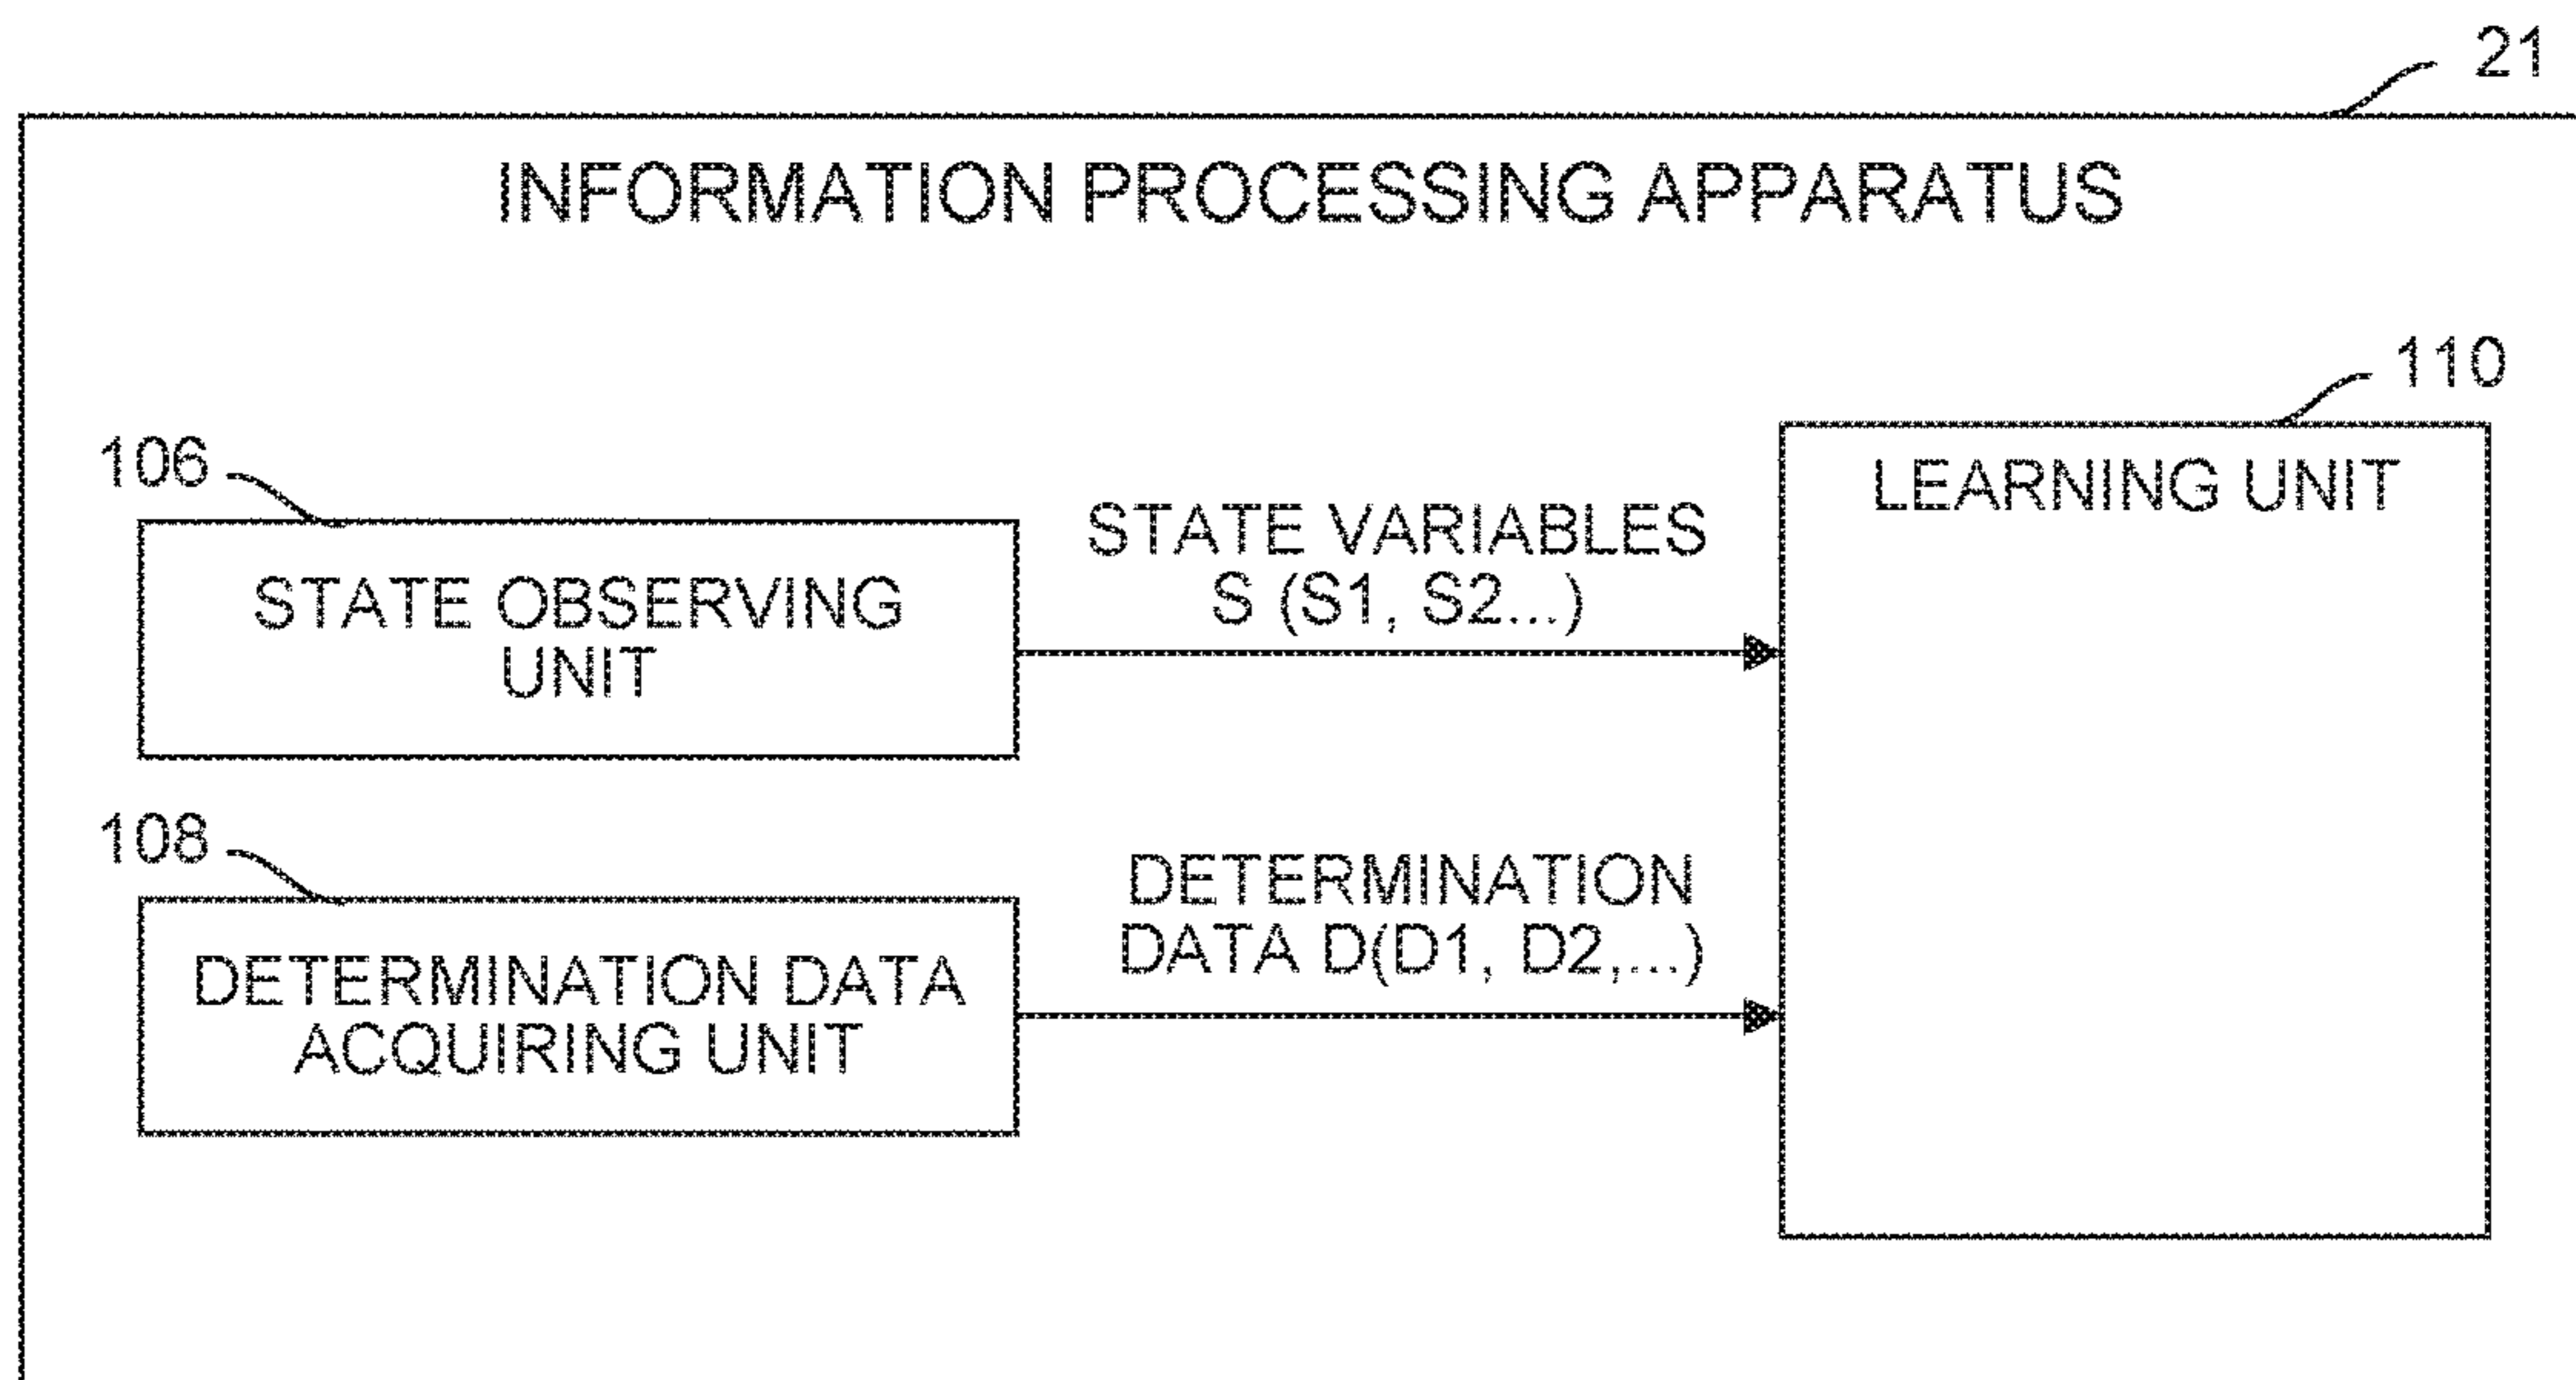 21
INFORMATION PROCESSING APPARATUS
110
LEARNING UNIT
106
STATE OBSERVING
UNIT
STATE VARIABLES
S (S1, S2...)
108
DETERMINATION DATA
ACQUIRING UNIT
DETERMINATION
DATA D(D1, D2,...)